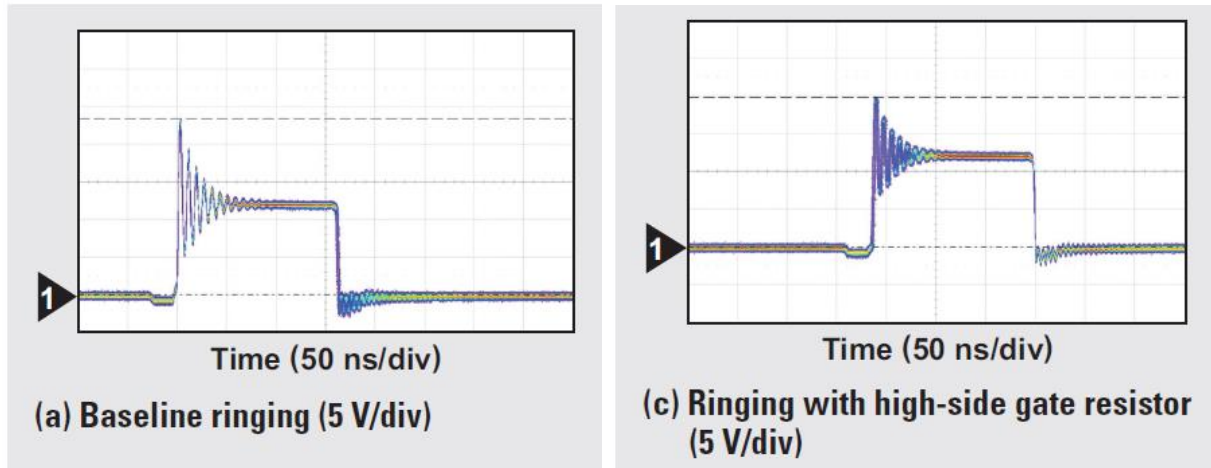 1
Time (50 ns/div)
(a) Baseline ringing (5 V/div)
1
Time (50 ns/div)
(c) Ringing with high-side gate resistor
(5 V/div)